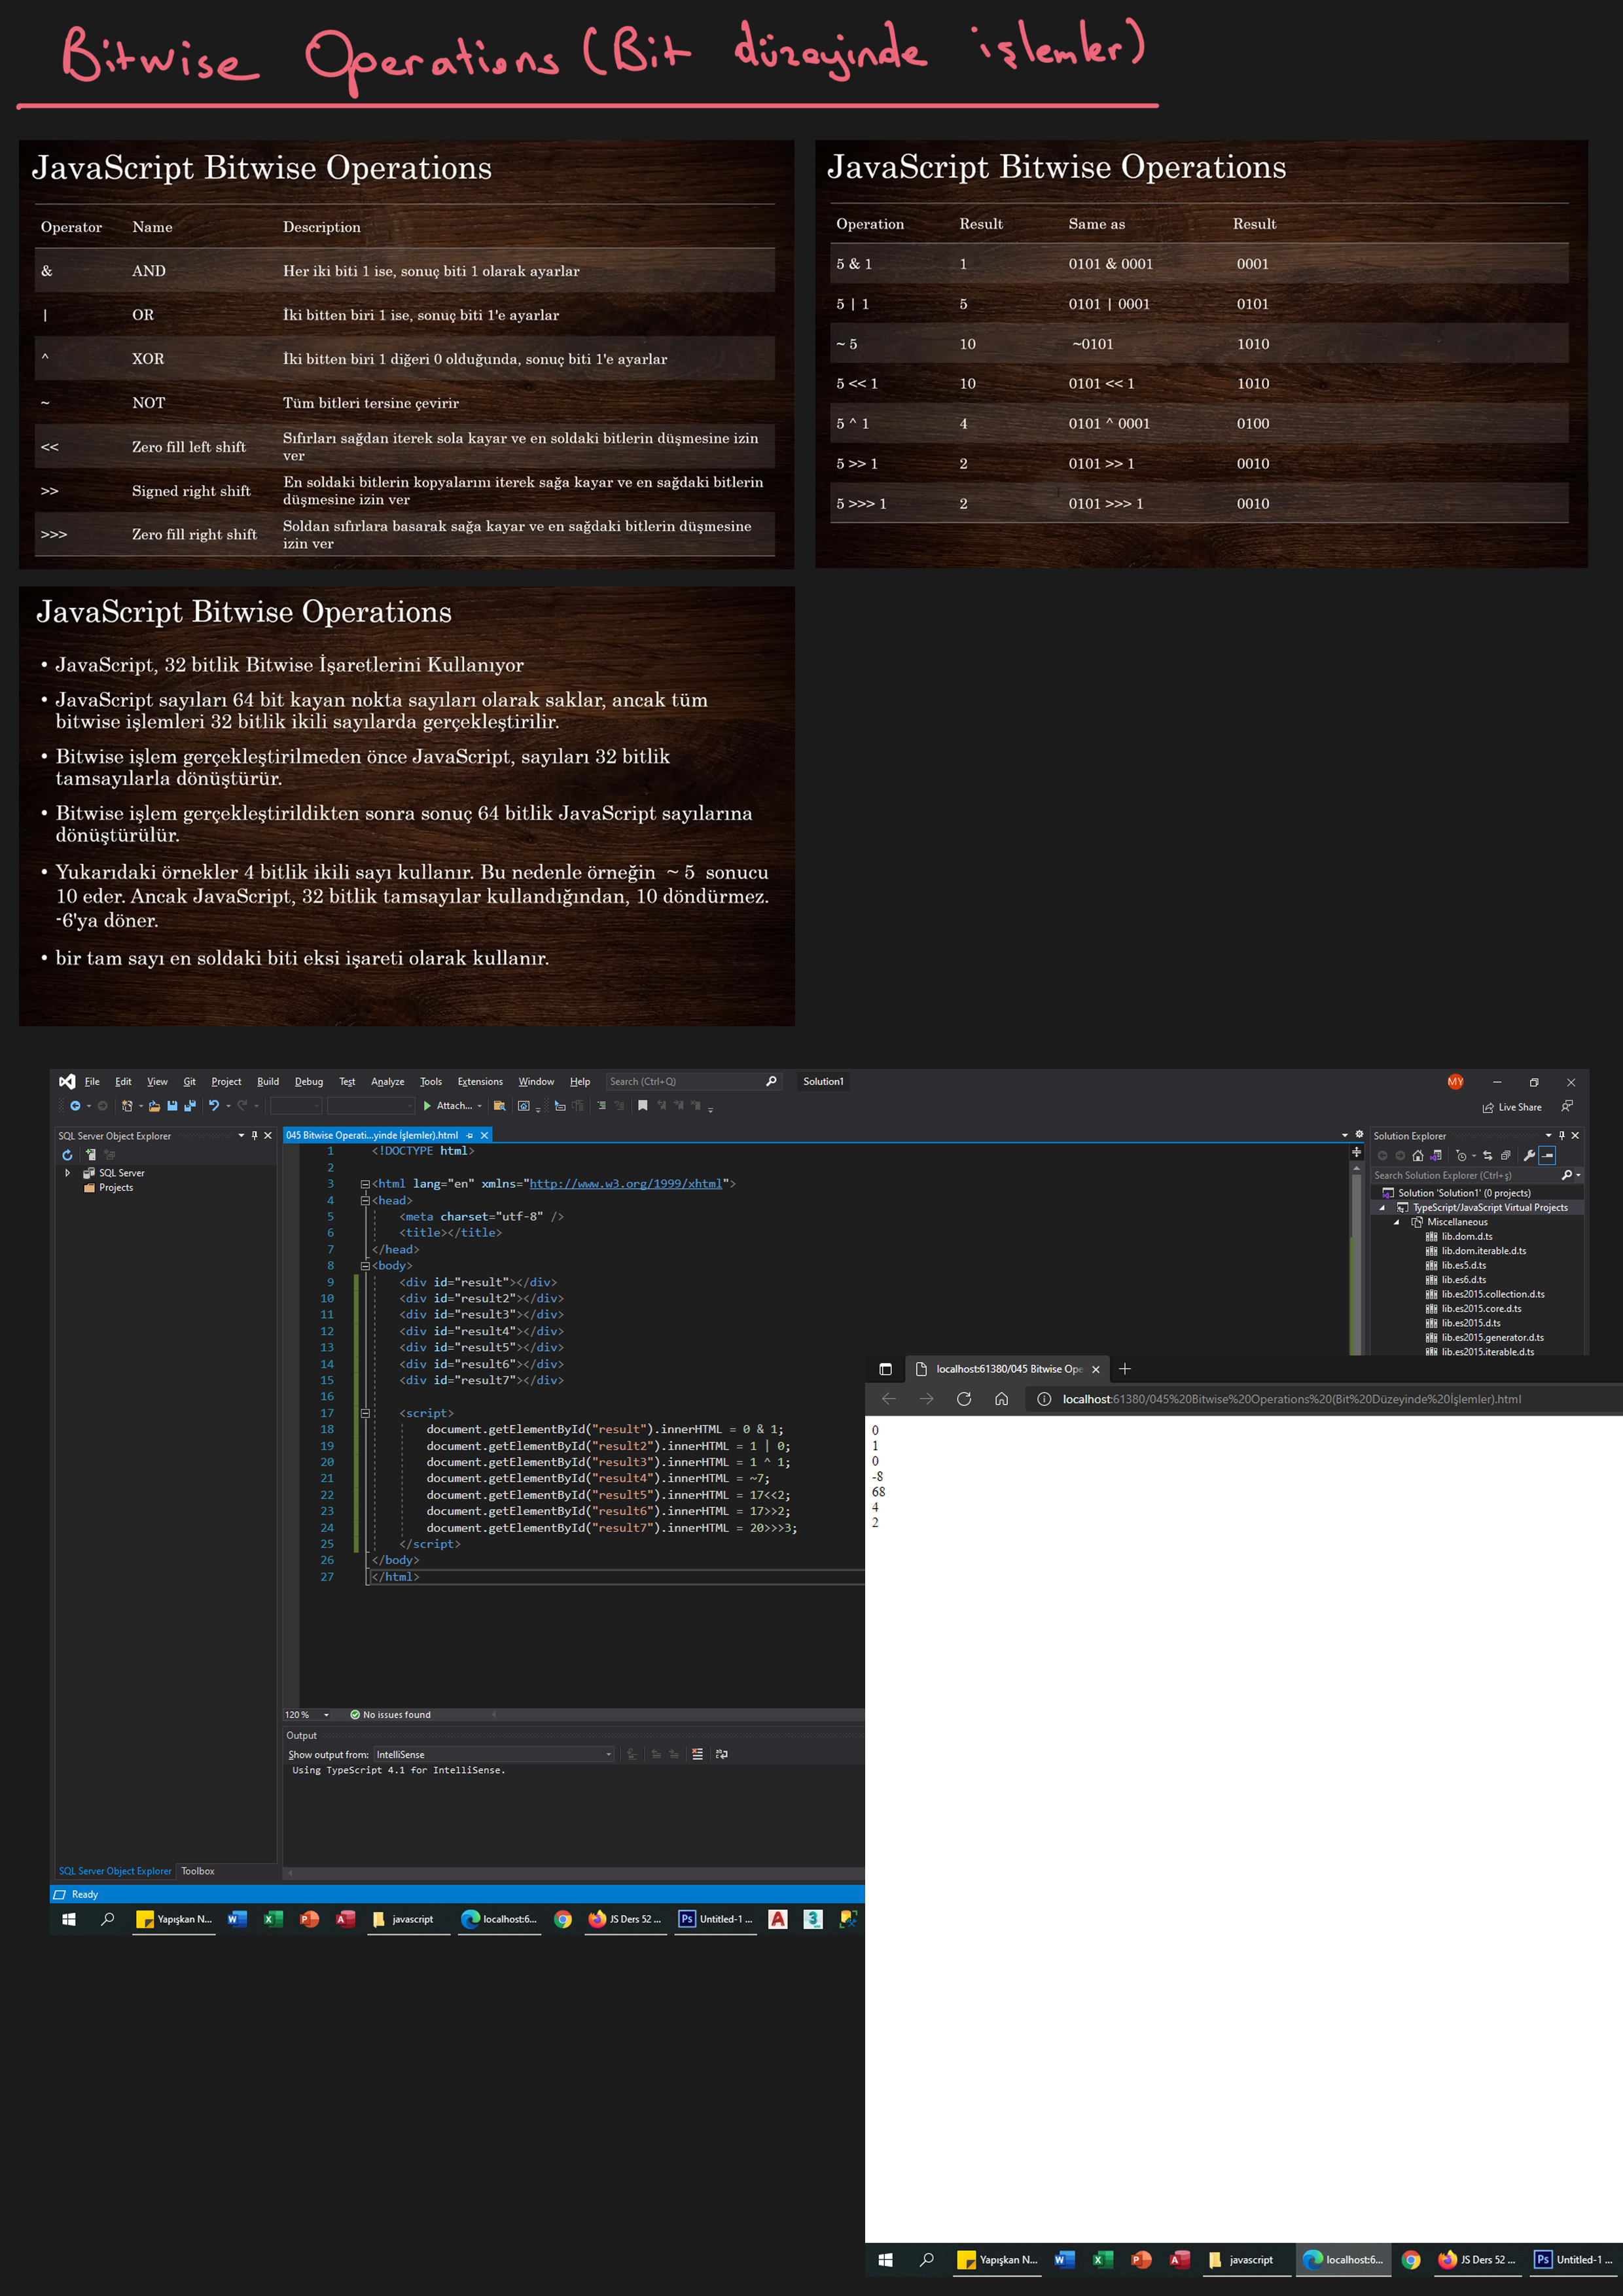 Bitwise Operations (Bit düzeyinde işlemler)
JavaScript Bitwise Operations
Operator Name Description
& AND Her iki biti 1 ise, sonuç biti 1 olarak ayarlar
| OR İki bitten biri 1 ise, sonuç biti 1'e ayarlar
^ XOR İki bitten biri 1 diğeri 0 olduğunda, sonuç biti 1'e ayarlar
~ NOT Tüm bitleri tersine çevirir
<< Zero fill left shift Sıfırları sağdan iterek sola kayar ve en soldaki bitlerin düşmesine izin
ver
>> Signed right shift En soldaki bitlerin kopyalarını iterek sağa kayar ve en sağdaki bitlerin
düşmesine izin ver
>>> Zero fill right shift Soldan sıfırlara basarak sağa kayar ve en sağdaki bitlerin düşmesine
izin ver
JavaScript Bitwise Operations
Operation Result Same as Result
5 & 1 1 0101 & 0001 0001
5 | 1 5 0101 | 0001 0101
~ 5 10 ~0101 1010
5 << 1 10 0101 << 1 1010
5 ^ 1 4 0101 ^ 0001 0100
5 >> 1 2 0101 >> 1 0010
5 >>> 1 2 0101 >>> 1 0010
JavaScript Bitwise Operations
• JavaScript, 32 bitlik Bitwise İşaretlerini Kullanıyor
• JavaScript sayıları 64 bit kayan nokta sayıları olarak saklar, ancak tüm
bitwise işlemleri 32 bitlik ikili sayılarda gerçekleştirilir.
• Bitwise işlem gerçekleştirilmeden önce JavaScript, sayıları 32 bitlik
tamsayılarla dönüştürür.
• Bitwise işlem gerçekleştirildikten sonra sonuç 64 bitlik JavaScript sayılarına
dönüştürülür.
• Yukarıdaki örnekler 4 bitlik ikili sayı kullanır. Bu nedenle örneğin ~ 5 sonucu
10 eder. Ancak JavaScript, 32 bitlik tamsayılar kullandığından, 10 döndürmez.
-6'ya döner.
• bir tam sayı en soldaki biti eksi işareti olarak kullanır.
File Edit View Git Project Build Debug Test Analyze Tools Extensions Window Help Search (Ctrl+Q) Solution1 MY
Attach... Live Share
SQL Server Object Explorer
SQL Server
Projects
045 Bitwise Operati...yinde İşlemler).html
1 <!DOCTYPE html>
2
3 <html lang="en" xmlns="http://www.w3.org/1999/xhtml">
4 <head>
5 <meta charset="utf-8" />
6 <title></title>
7 </head>
8 <body>
9 <div id="result"></div>
10 <div id="result2"></div>
11 <div id="result3"></div>
12 <div id="result4"></div>
13 <div id="result5"></div>
14 <div id="result6"></div>
15 <div id="result7"></div>
16
17 <script>
18 document.getElementById("result").innerHTML = 0 & 1;
19 document.getElementById("result2").innerHTML = 1 | 0;
20 document.getElementById("result3").innerHTML = 1 ^ 1;
21 document.getElementById("result4").innerHTML = ~7;
22 document.getElementById("result5").innerHTML = 17<<2;
23 document.getElementById("result6").innerHTML = 17>>2;
24 document.getElementById("result7").innerHTML = 20>>>3;
25 </script>
26 </body>
27 </html>
Solution Explorer
Search Solution Explorer (Ctrl+ş)
Solution 'Solution1' (0 projects)
TypeScript/JavaScript Virtual Projects
Miscellaneous
lib.dom.d.ts
lib.dom.iterable.d.ts
lib.es5.d.ts
lib.es6.d.ts
lib.es2015.collection.d.ts
lib.es2015.core.d.ts
lib.es2015.d.ts
lib.es2015.generator.d.ts
lib.es2015.iterable.d.ts
localhost:61380/045 Bitwise Ope
localhost:61380/045%20Bitwise%20Operations%20(Bit%20Düzeyinde%20İşlemler).html
0
1
0
-8
68
4
2
120 % No issues found
Output
Show output from: IntelliSense
Using TypeScript 4.1 for IntelliSense.
SQL Server Object Explorer Toolbox
Ready
Yapışkan N... javascript localhost:6... JS Ders 52 ... Ps Untitled-1 ...
Yapışkan N... javascript localhost:6... JS Ders 52 ... Ps Untitled-1 ...